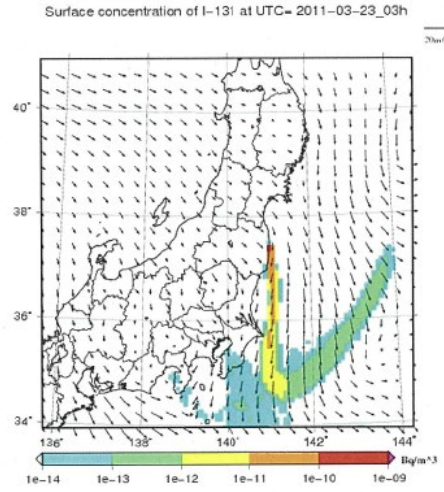 Surface concentration of I-131 at UTC= 2011-03-23_03h
20m/
40°
38°
36°
34°
136° 138° 140° 142° 144°
Bq/m^3
1e-14 1e-13 1e-12 1e-11 1e-10 1e-09